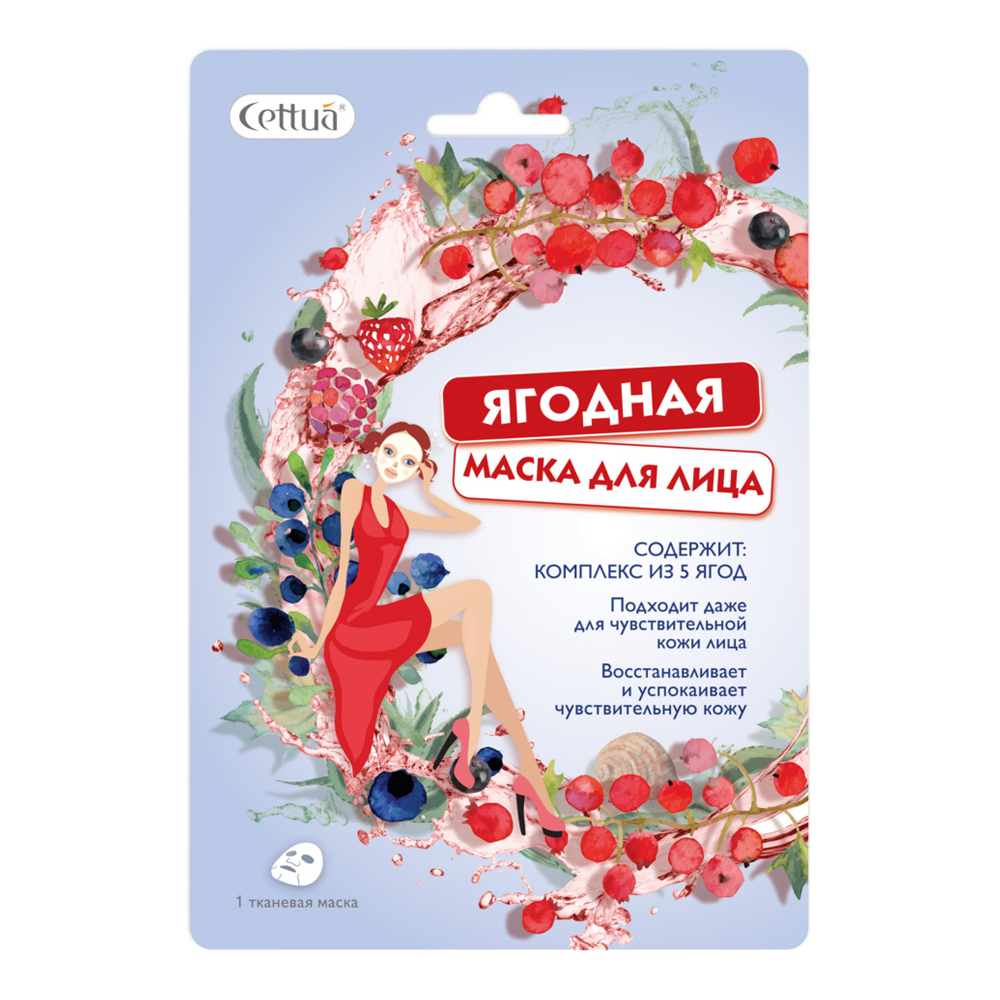 Cettuá®
ЯГОДНАЯ
МАСКА ДЛЯ ЛИЦА
СОДЕРЖИТ:
КОМПЛЕКС ИЗ 5 ЯГОД
Подходит даже
для чувствительной
кожи лица
Восстанавливает
и успокаивает
чувствительную кожу
1 тканевая маска